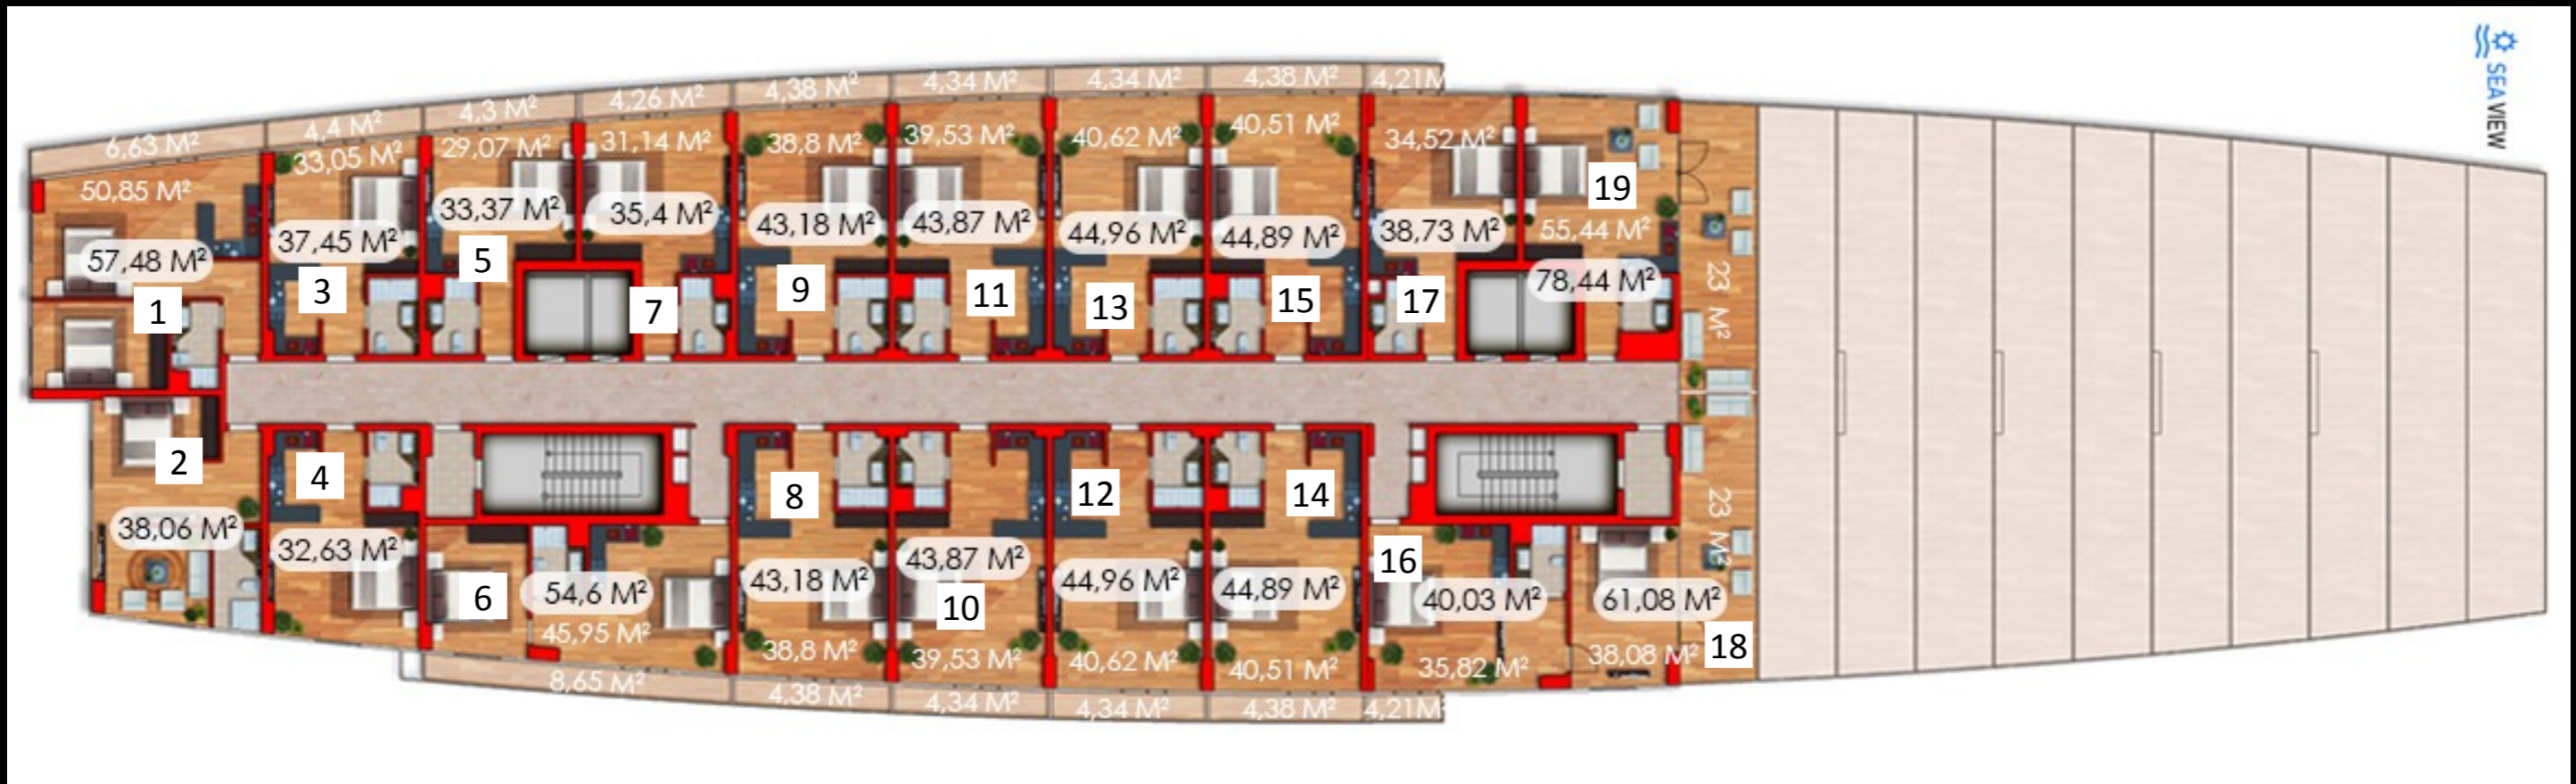 SEAVIEW
6,63 M²
4,4 M²
4,3 M²
4,26 M²
4,38 M²
4,34 M²
4,34 M²
4,38 M²
4,21M
50,85 M²
33,05 M²
29,07 M²
31,14 M²
38,8 M²
39,53 M²
40,62 M²
40,51 M²
34,52 M²
19
55,44 M²
57,48 M²
37,45 M²
33,37 M²
35,4 M²
43,18 M²
43,87 M²
44,96 M²
44,89 M²
38,73 M²
78,44 M²
1
3
5
7
9
11
13
15
17
23 M²
2
4
8
12
14
23 M²
38,06 M²
32,63 M²
6
54,6 M²
43,18 M²
43,87 M²
10
44,96 M²
44,89 M²
16
40,03 M²
61,08 M²
18
45,95 M²
38,8 M²
39,53 M²
40,62 M²
40,51 M²
35,82 M²
38,08 M²
8,65 M²
4,38 M²
4,34 M²
4,34 M²
4,38 M²
4,21M²